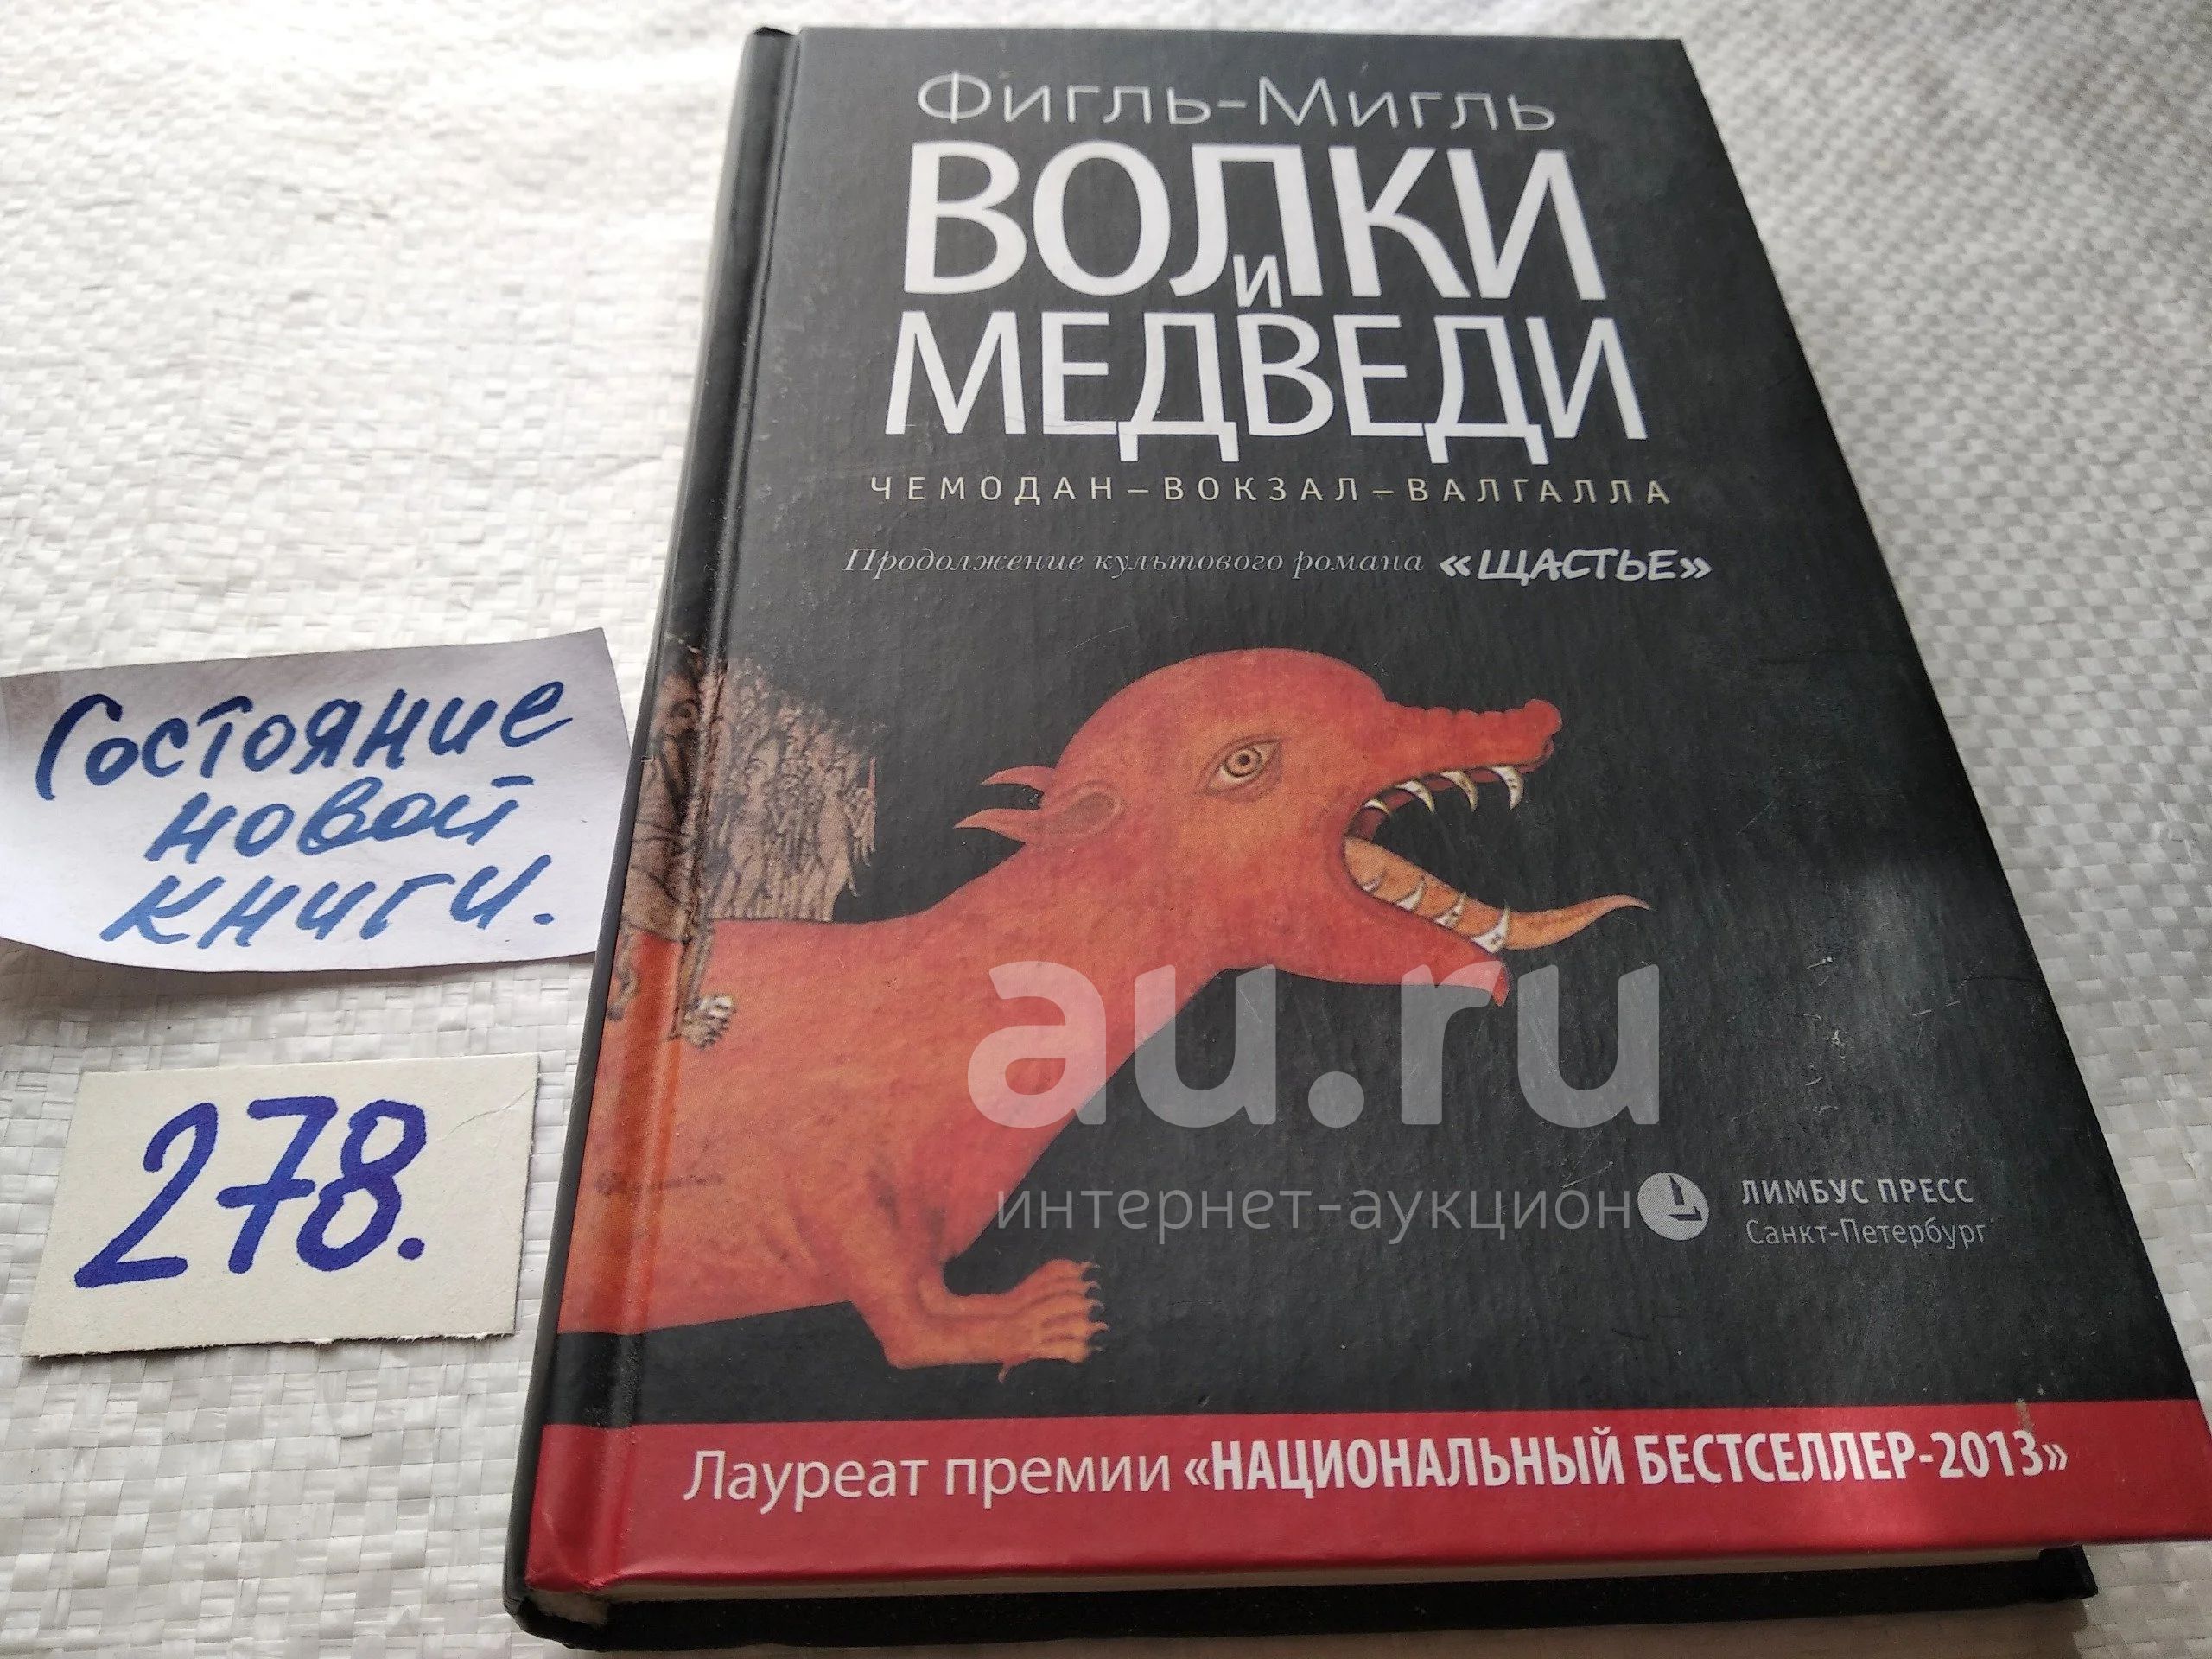 Фигль-Мигль
ВОЛКИ
И
МЕДВЕДИ
ЧЕМОДАН–ВОКЗАЛ–ВАЛГАЛЛА
Продолжение культового романа «ЩАСТЬЕ»
Состояние
новой
книги.
278.
au.ru
интернет-аукцион
ЛИМБУС ПРЕСС
Санкт-Петербург
Лауреат премии «НАЦИОНАЛЬНЫЙ БЕСТСЕЛЛЕР-2013»